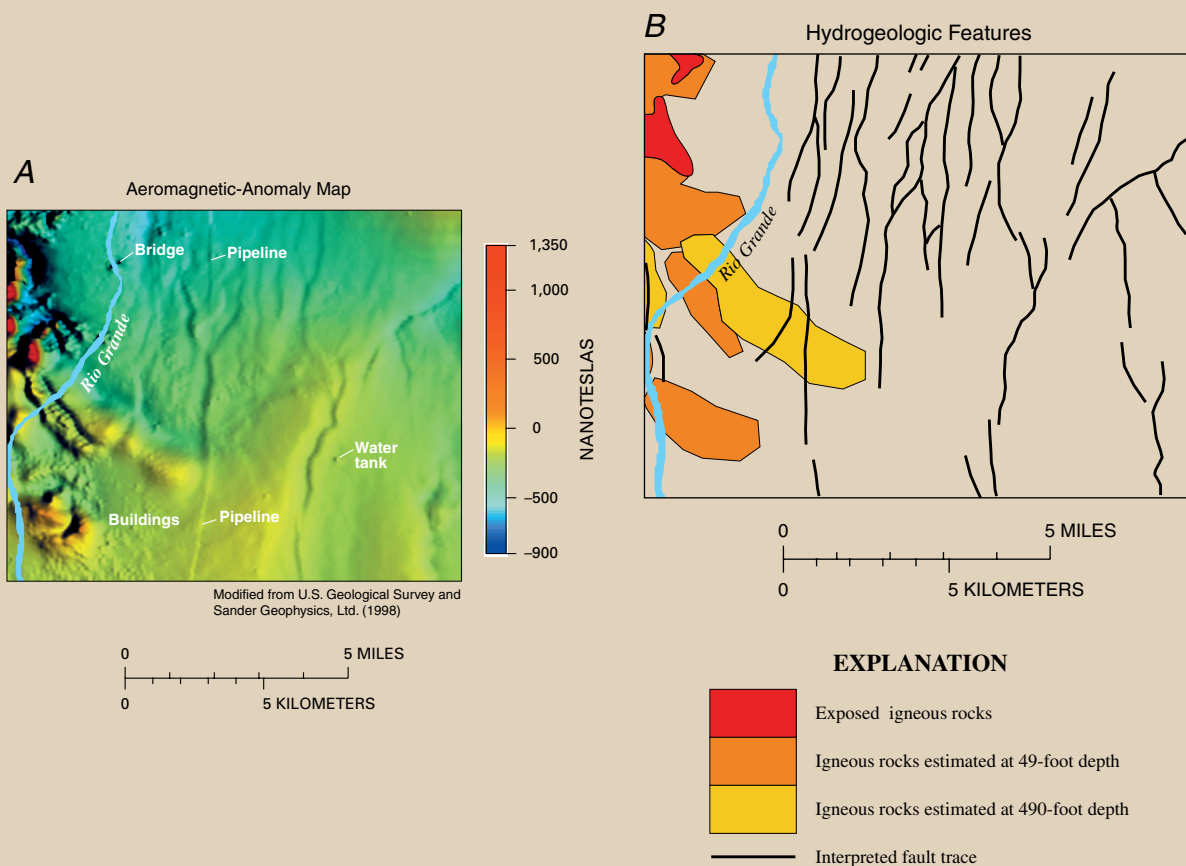 A
Aeromagnetic-Anomaly Map
Bridge
Pipeline
Rio Grande
Water
tank
Buildings
Pipeline
1,350
1,000
500
0
–500
–900
NANOTESLAS
Modified from U.S. Geological Survey and
Sander Geophysics, Ltd. (1998)
0
5 MILES
0
5 KILOMETERS
B
Hydrogeologic Features
Rio Grande
0
5 MILES
0
5 KILOMETERS
EXPLANATION
Exposed igneous rocks
Igneous rocks estimated at 49-foot depth
Igneous rocks estimated at 490-foot depth
Interpreted fault trace